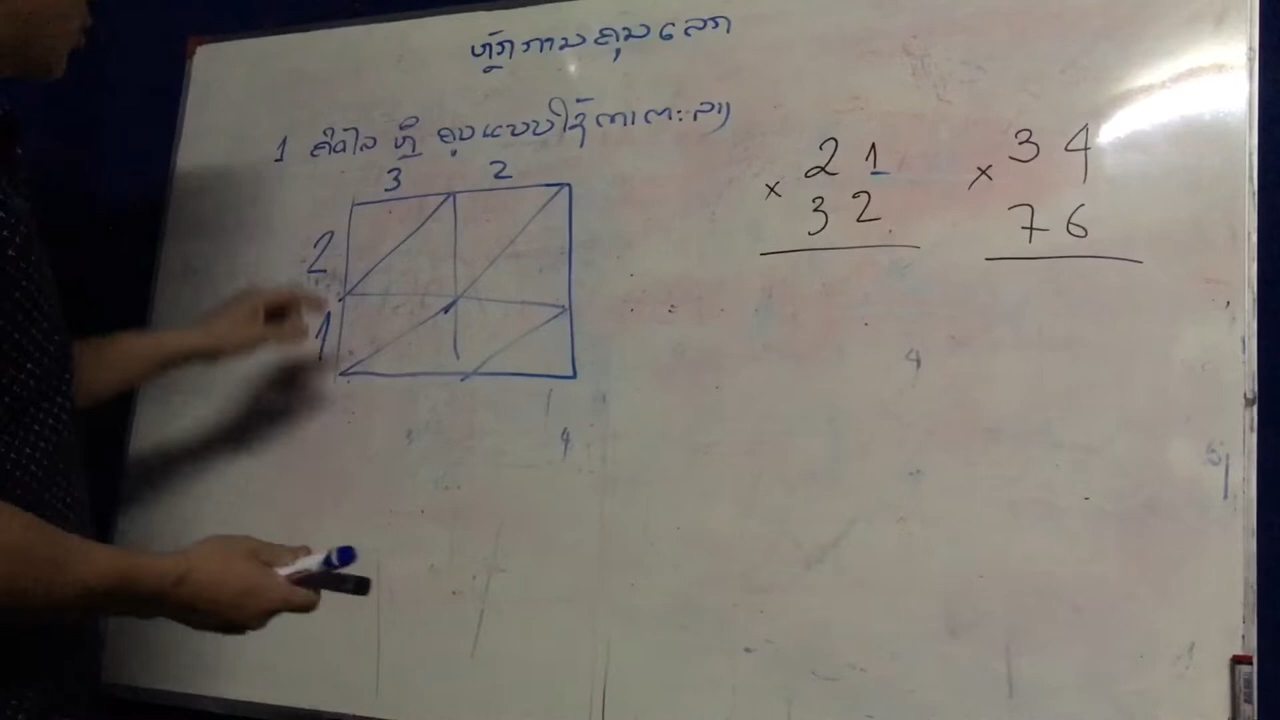 ຫຼັກການຄູນເລກ
1 ຄິດໄລ່ ຫຼື ຄູນແບບໃຊ້ຕາຕະລາງ
3 2
2
1
2 1
× 3 2
3 4
× 7 6